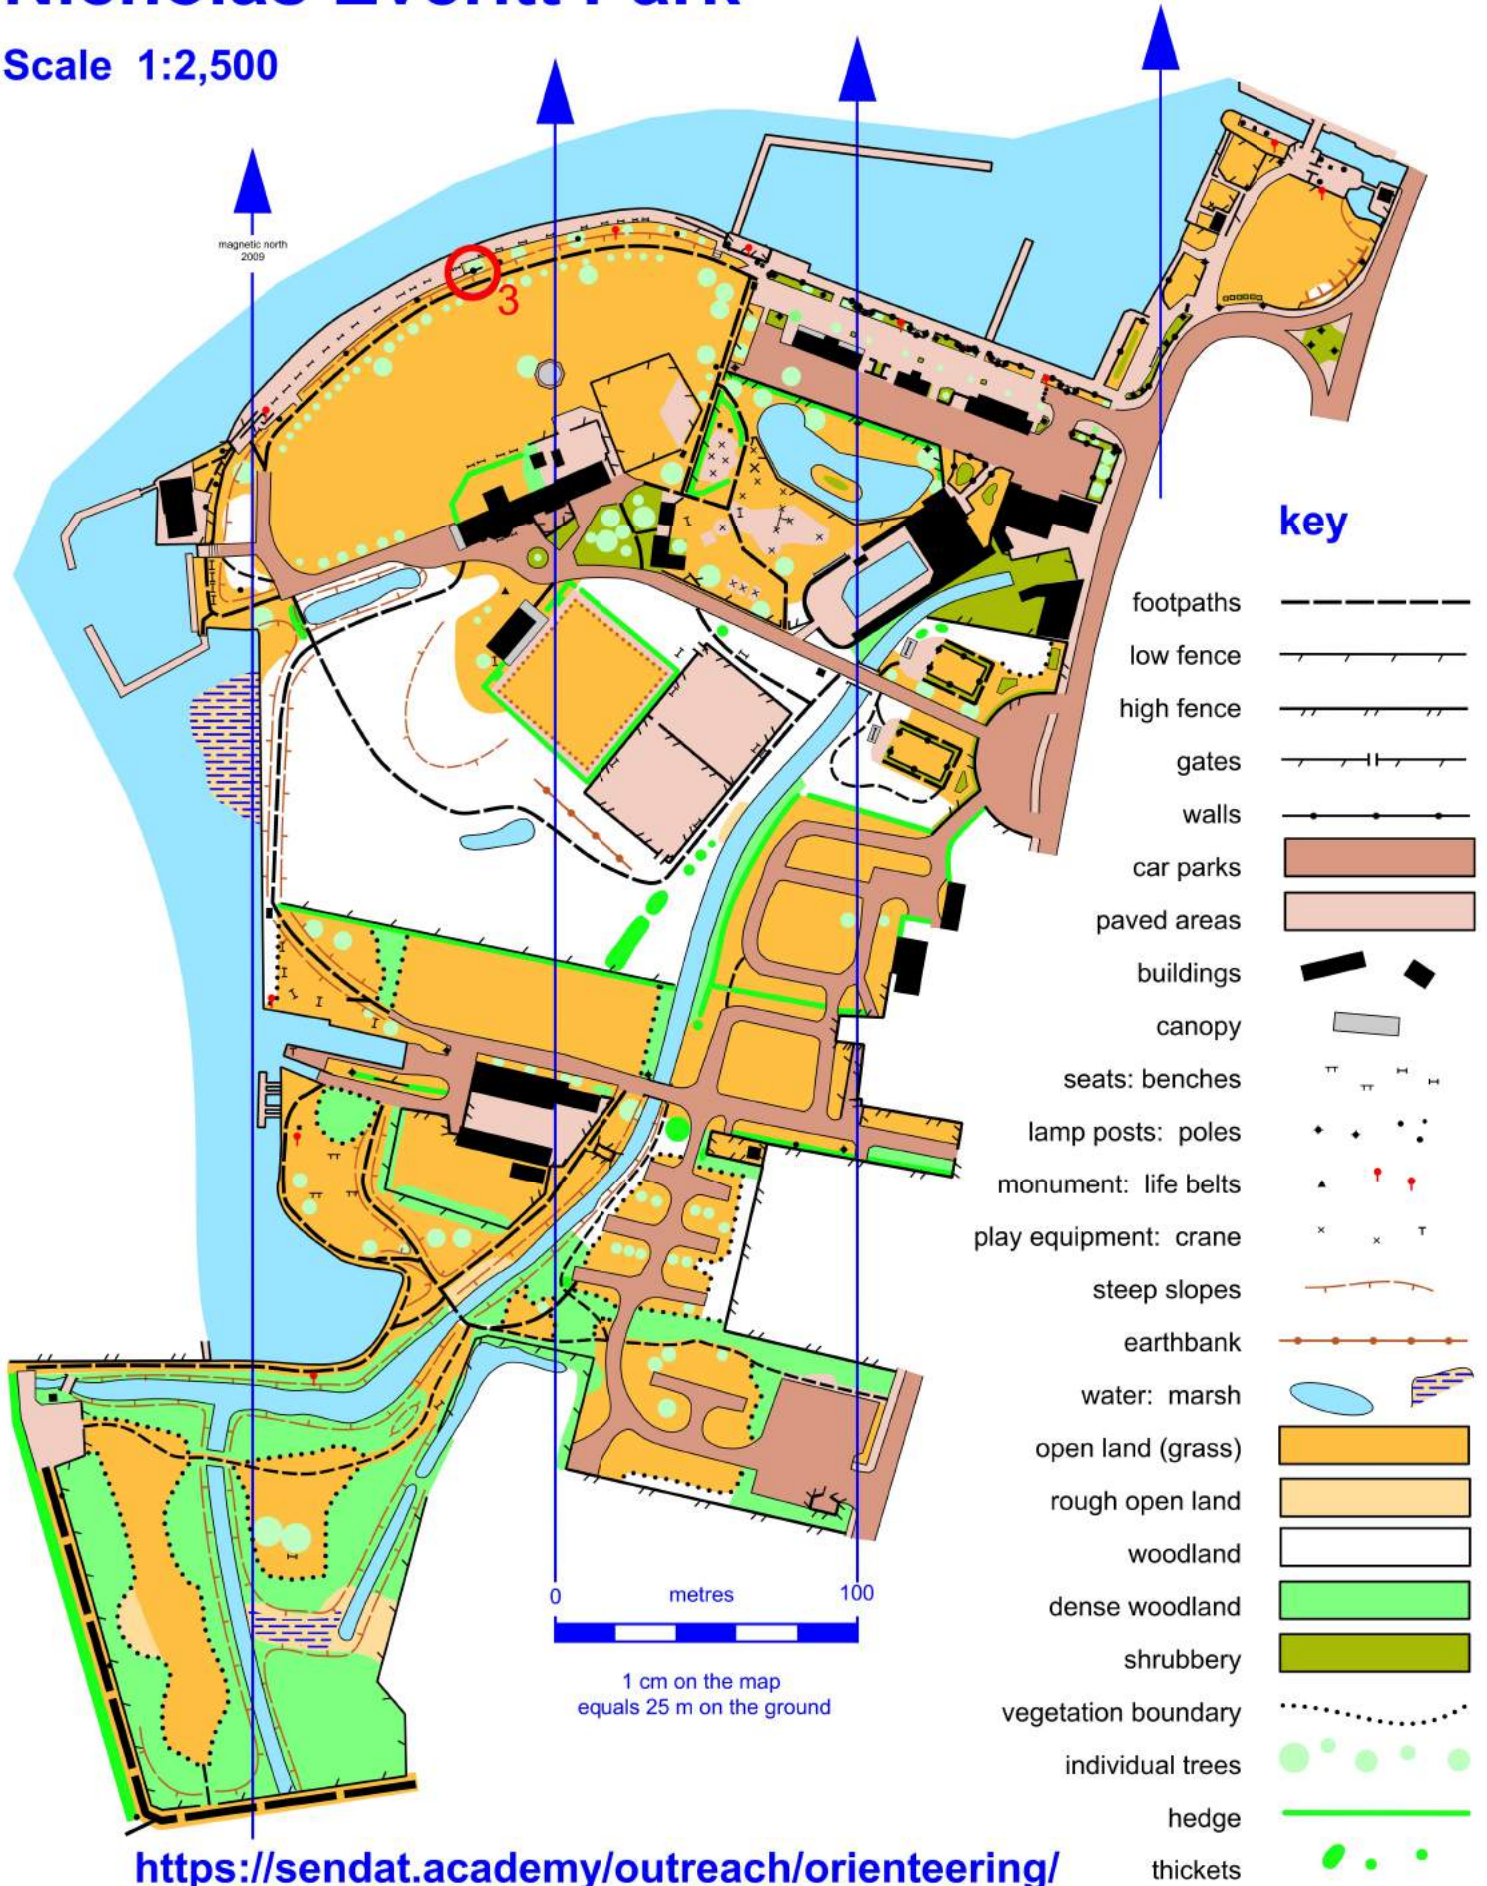 Scale 1:2,500
magnetic north
2009
3
key
footpaths
low fence
high fence
gates
walls
car parks
paved areas
buildings
canopy
seats: benches
lamp posts: poles
monument: life belts
play equipment: crane
steep slopes
earthbank
water: marsh
open land (grass)
rough open land
woodland
dense woodland
shrubbery
vegetation boundary
individual trees
hedge
thickets
0 metres 100
1 cm on the map
equals 25 m on the ground
https://sendat.academy/outreach/orienteering/